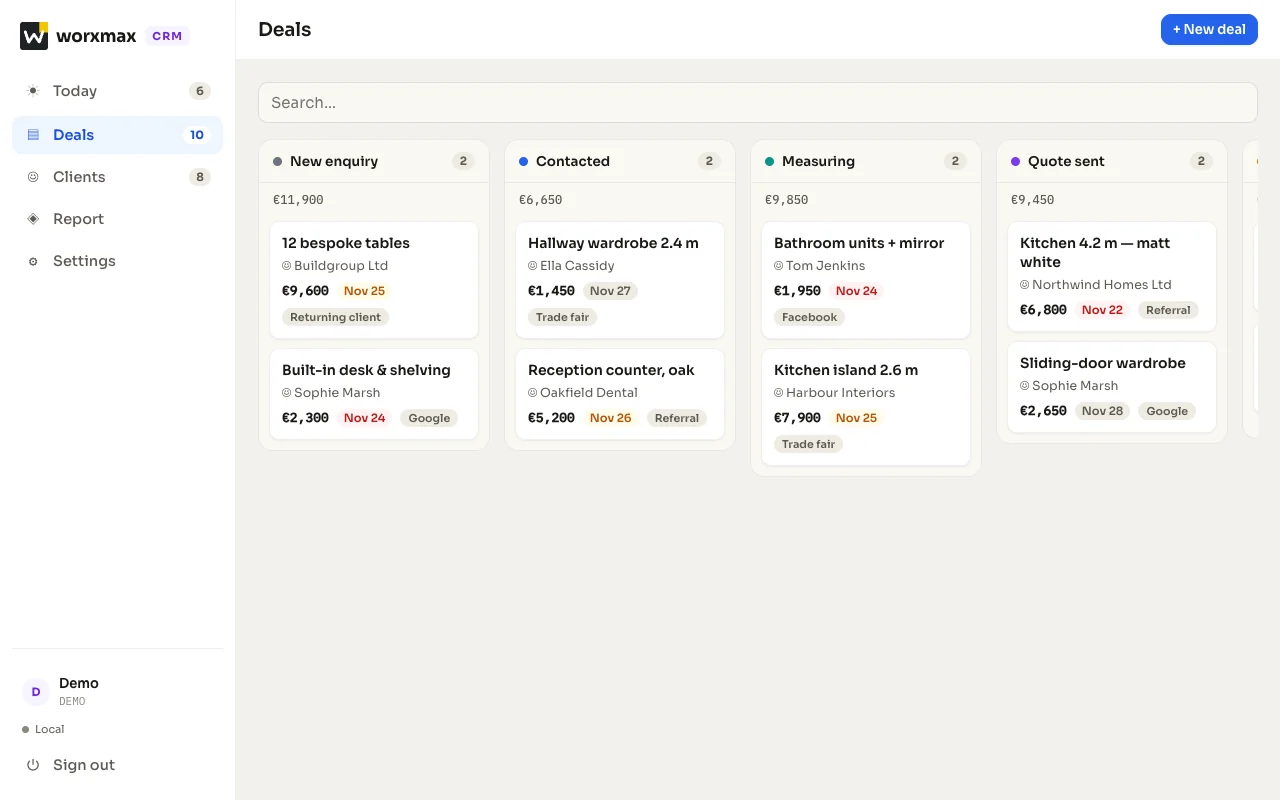 worxmax CRM
Today 6
Deals 10
Clients 8
Report
Settings
D Demo
DEMO
Local
Sign out
Deals
+ New deal
Search...
New enquiry 2
€11,900
12 bespoke tables
Buildgroup Ltd
€9,600 Nov 25
Returning client
Built-in desk & shelving
Sophie Marsh
€2,300 Nov 24 Google
Contacted 2
€6,650
Hallway wardrobe 2.4 m
Ella Cassidy
€1,450 Nov 27
Trade fair
Reception counter, oak
Oakfield Dental
€5,200 Nov 26 Referral
Measuring 2
€9,850
Bathroom units + mirror
Tom Jenkins
€1,950 Nov 24
Facebook
Kitchen island 2.6 m
Harbour Interiors
€7,900 Nov 25
Trade fair
Quote sent 2
€9,450
Kitchen 4.2 m — matt
white
Northwind Homes Ltd
€6,800 Nov 22 Referral
Sliding-door wardrobe
Sophie Marsh
€2,650 Nov 28 Google